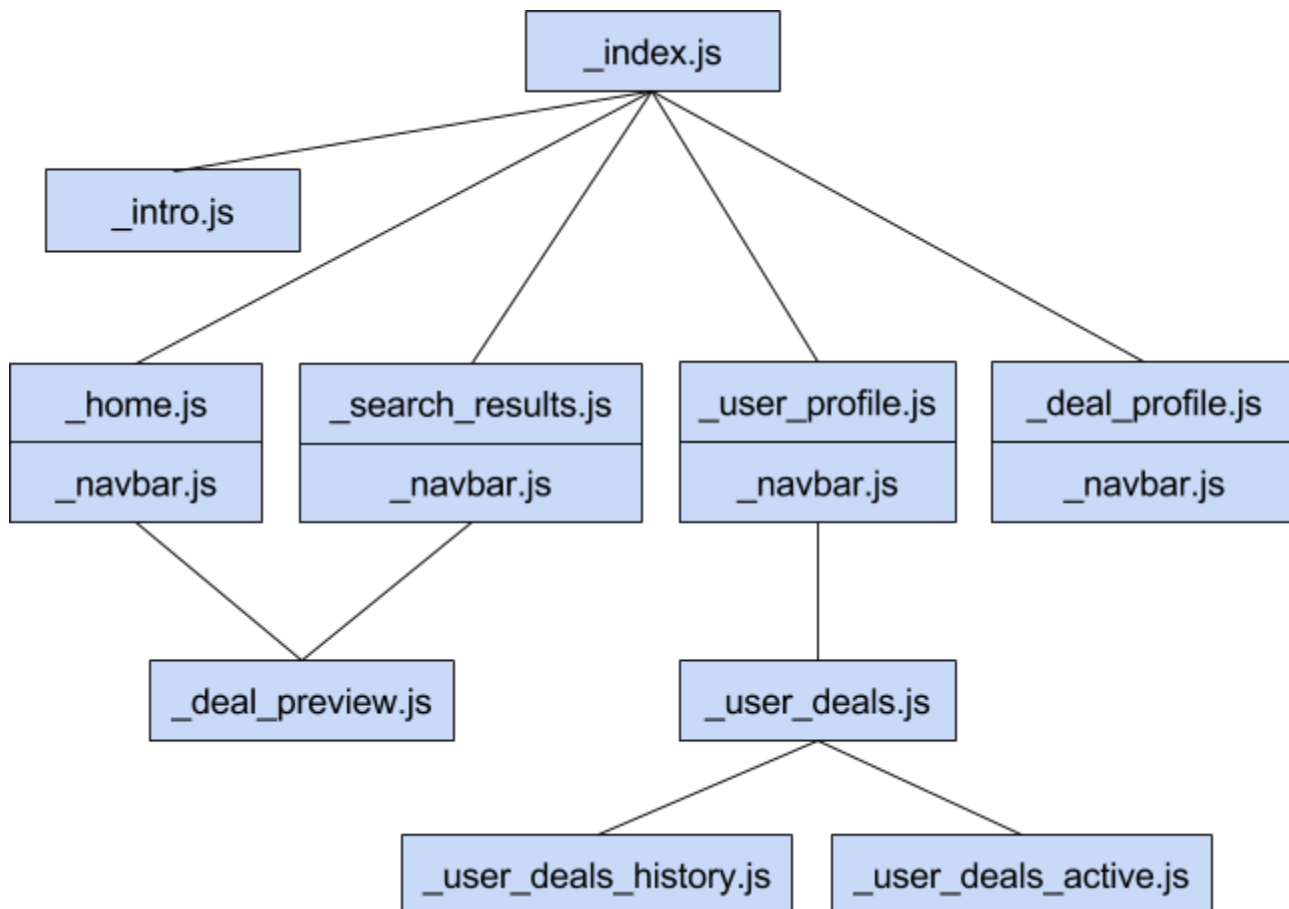 _index.js
_intro.js
_home.js
_search_results.js
_user_profile.js
_deal_profile.js
_navbar.js
_navbar.js
_navbar.js
_navbar.js
_deal_preview.js
_user_deals.js
_user_deals_history.js
_user_deals_active.js